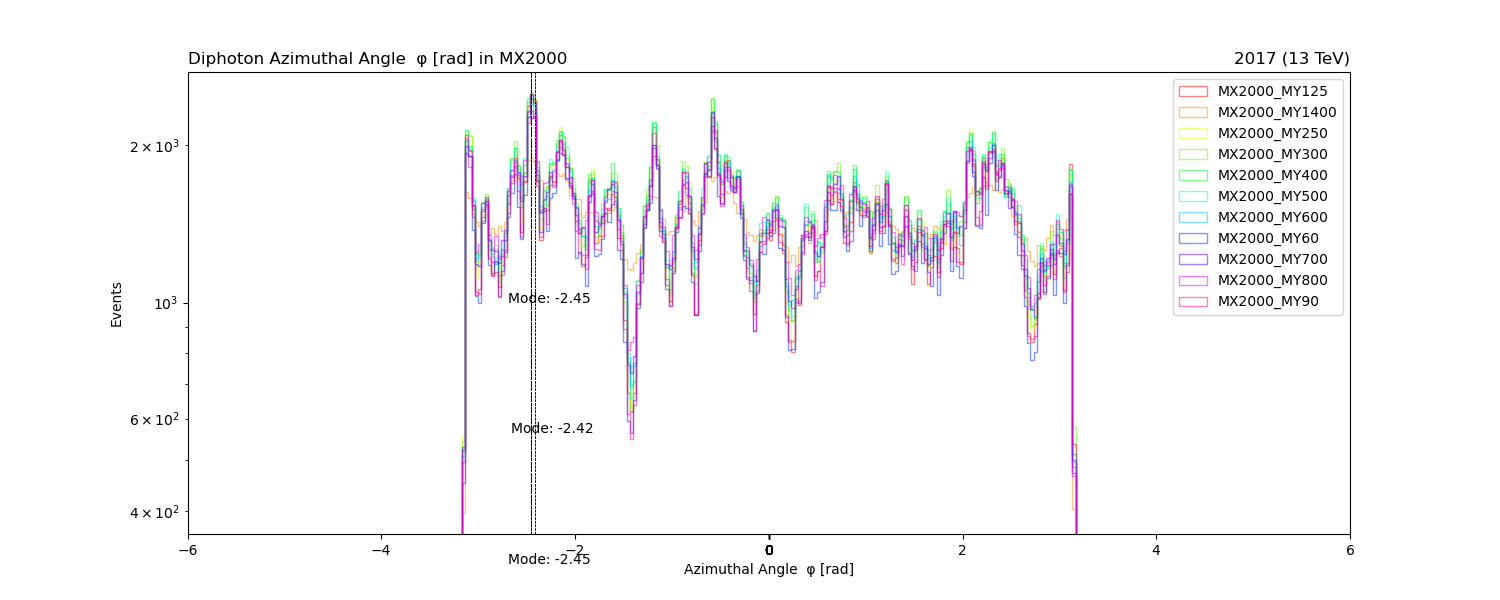 Diphoton Azimuthal Angle φ [rad] in MX2000
2017 (13 TeV)
MX2000_MY125
MX2000_MY1400
MX2000_MY250
MX2000_MY300
MX2000_MY400
MX2000_MY500
MX2000_MY600
MX2000_MY60
MX2000_MY700
MX2000_MY800
MX2000_MY90
2 × 10³
10³
6 × 10²
4 × 10²
Events
Mode: -2.45
Mode: -2.42
Mode: -2.45
−6 −4 −2 0 2 4 6
Azimuthal Angle φ [rad]